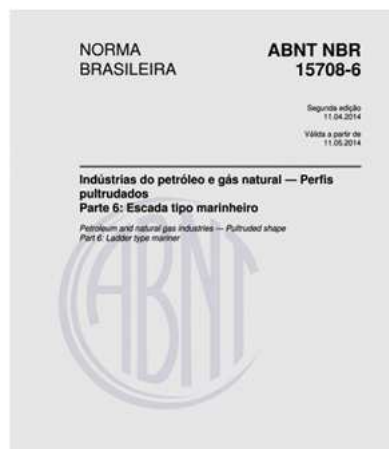 NORMA
BRASILEIRA
ABNT NBR
15708-6
Segunda edição
11.04.2014
Válida a partir de
11.05.2014
Indústrias do petróleo e gás natural — Perfis
pultrudados
Parte 6: Escada tipo marinheiro
Petroleum and natural gas industries — Pultruded shape
Part 6: Ladder type mariner
ABNT